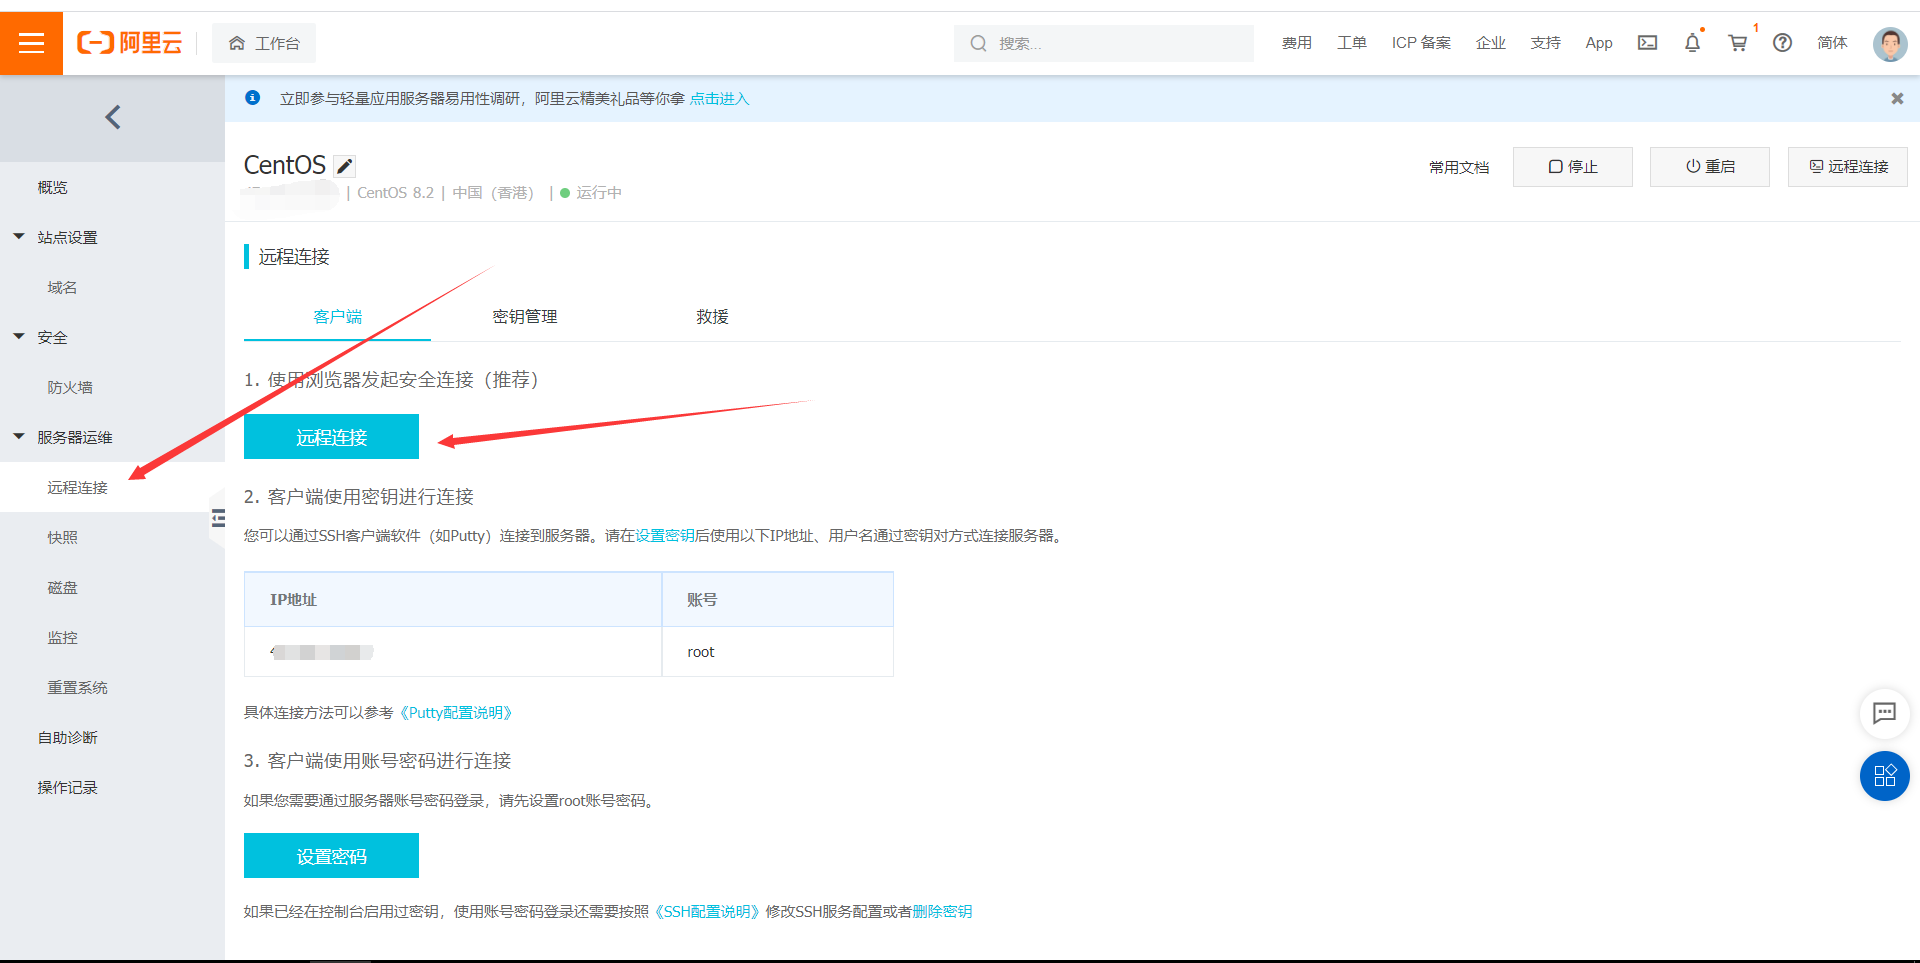 阿里云
工作台
搜索...
费用
工单
ICP 备案
企业
支持
App
1
简体
立即参与轻量应用服务器易用性调研，阿里云精美礼品等你拿 点击进入
概览
站点设置
域名
安全
防火墙
服务器运维
远程连接
快照
磁盘
监控
重置系统
自助诊断
操作记录
CentOS
| CentOS 8.2 | 中国（香港） | 运行中
常用文档
停止
重启
远程连接
远程连接
客户端
密钥管理
救援
1. 使用浏览器发起安全连接（推荐）
远程连接
2. 客户端使用密钥进行连接
您可以通过SSH客户端软件（如Putty）连接到服务器。请在设置密钥后使用以下IP地址、用户名通过密钥对方式连接服务器。
IP地址
账号
root
具体连接方法可以参考《Putty配置说明》
3. 客户端使用账号密码进行连接
如果您需要通过服务器账号密码登录，请先设置root账号密码。
设置密码
如果已经在控制台启用过密钥，使用账号密码登录还需要按照《SSH配置说明》修改SSH服务配置或者删除密钥